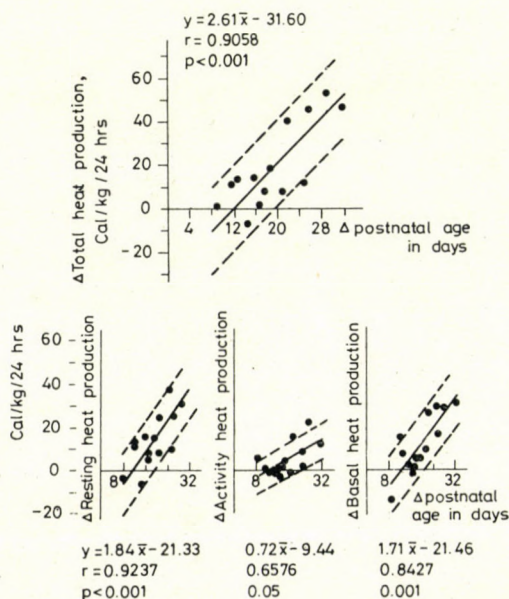 y=2.61x̅−31.60
r=0.9058
p<0.001
ΔTotal heat production,
Cal/kg/24 hrs
60
40
20
0
−20
4 12 20 28 Δ postnatal age
in days
Cal/kg/24 hrs
60
40
20
0
−20
ΔResting heat production
8 32
ΔActivity heat production
8 32
ΔBasal heat production
8 32
Δpostnatal
age in days
y=1.84x̅−21.33 0.72x̅−9.44 1.71x̅−21.46
r=0.9237 0.6576 0.8427
p<0.001 0.05 0.001